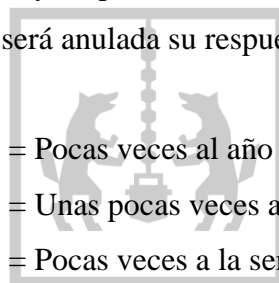 será anulada su respue
= Pocas veces al año
= Unas pocas veces a
= Pocas veces a la se